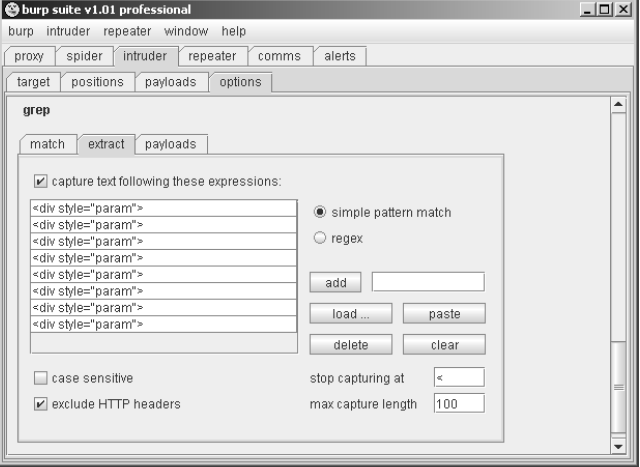 burp suite v1.01 professional
burp intruder repeater window help
proxy spider intruder repeater comms alerts
target positions payloads options
grep
match extract payloads
capture text following these expressions:
<div style="param">
<div style="param">
<div style="param">
<div style="param">
<div style="param">
<div style="param">
<div style="param">
<div style="param">
simple pattern match
regex
add
load ... paste
delete clear
case sensitive
stop capturing at <
exclude HTTP headers
max capture length 100